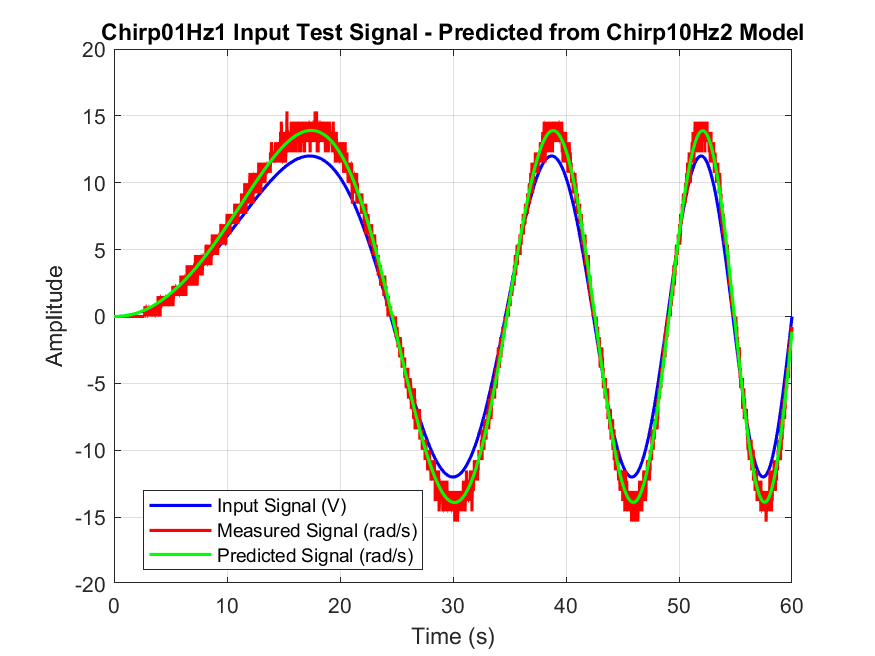 Chirp01Hz1 Input Test Signal - Predicted from Chirp10Hz2 Model
20
15
10
5
0
-5
-10
-15
-20
Amplitude
Input Signal (V)
Measured Signal (rad/s)
Predicted Signal (rad/s)
0 10 20 30 40 50 60
Time (s)